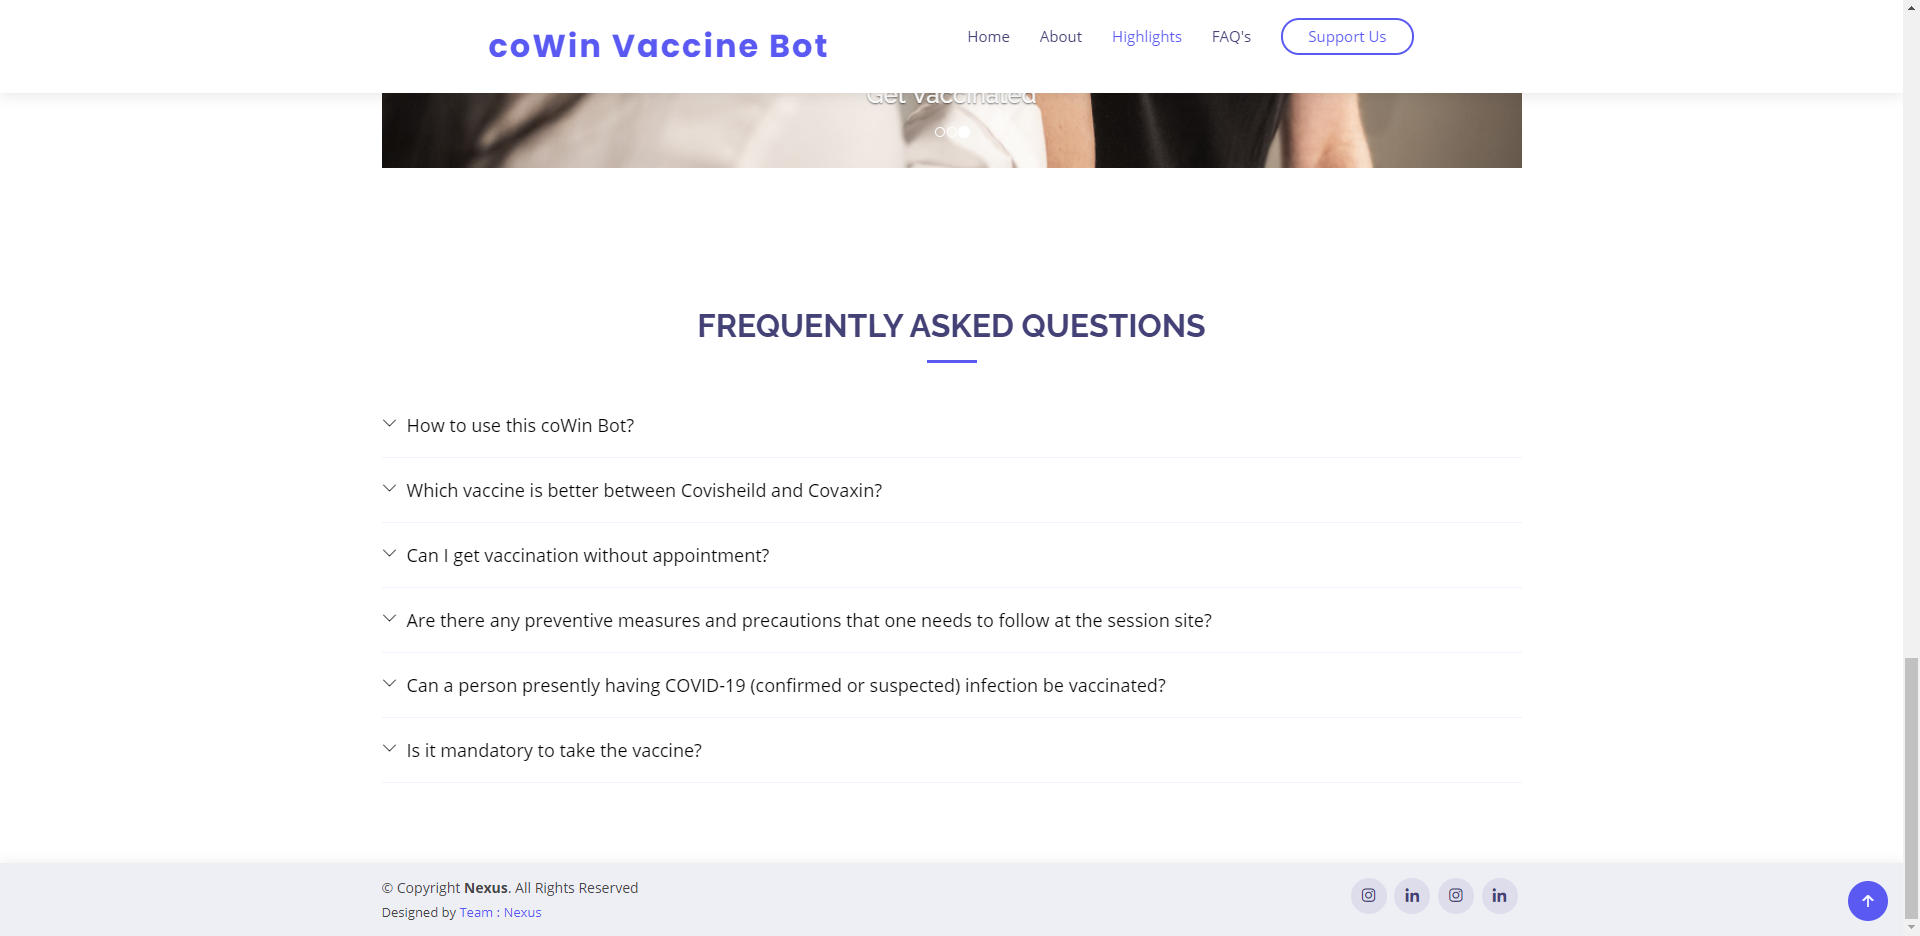 coWin Vaccine Bot
Home About Highlights FAQ's Support Us
Get Vaccinated
FREQUENTLY ASKED QUESTIONS
How to use this coWin Bot?
Which vaccine is better between Covisheild and Covaxin?
Can I get vaccination without appointment?
Are there any preventive measures and precautions that one needs to follow at the session site?
Can a person presently having COVID-19 (confirmed or suspected) infection be vaccinated?
Is it mandatory to take the vaccine?
© Copyright Nexus. All Rights Reserved
Designed by Team : Nexus